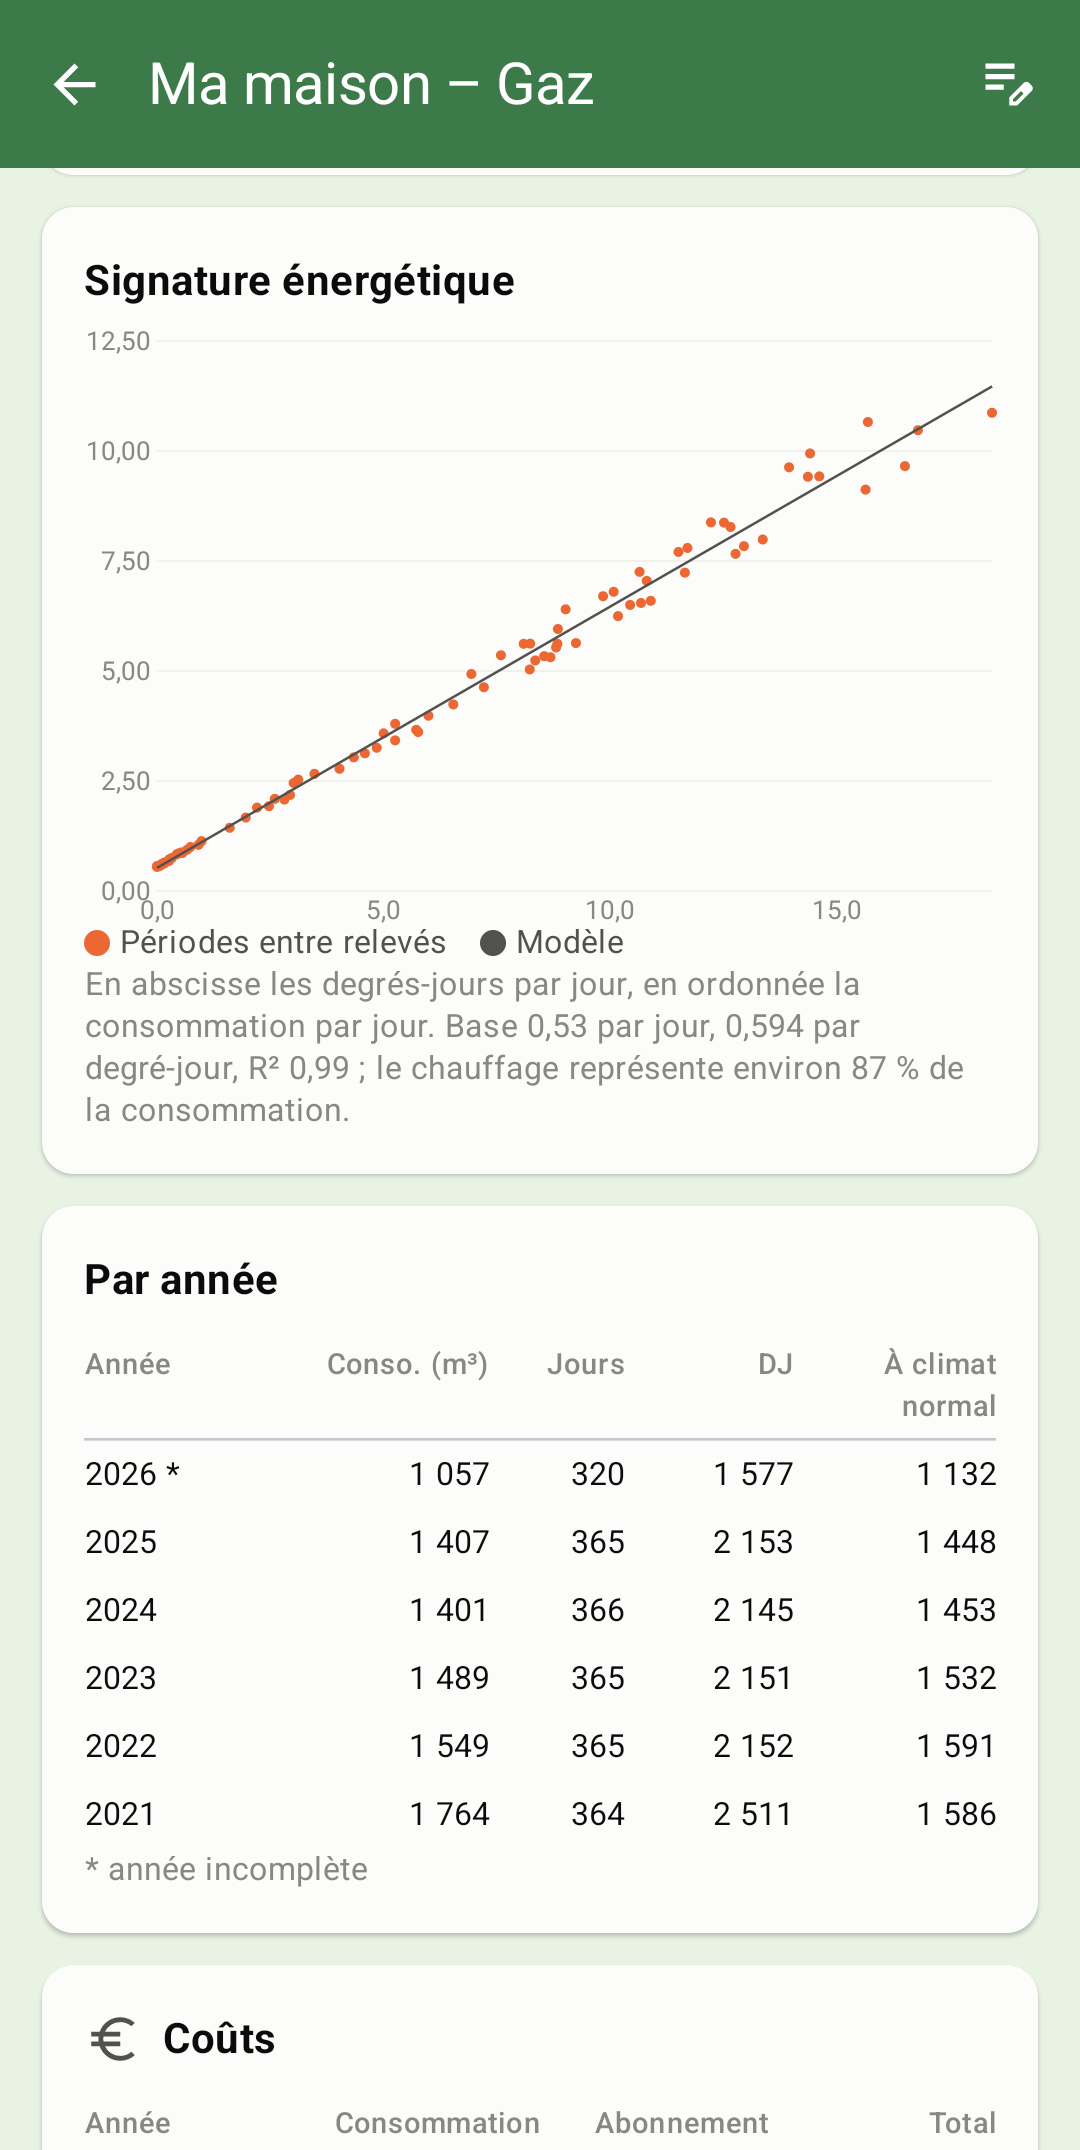 Ma maison – Gaz
Signature énergétique
12,50
10,00
7,50
5,00
2,50
0,00
0,0 5,0 10,0 15,0
Périodes entre relevés Modèle
En abscisse les degrés-jours par jour, en ordonnée la
consommation par jour. Base 0,53 par jour, 0,594 par
degré-jour, R² 0,99 ; le chauffage représente environ 87 % de
la consommation.
Par année
Année Conso. (m³) Jours DJ À climat
normal
2026 * 1 057 320 1 577 1 132
2025 1 407 365 2 153 1 448
2024 1 401 366 2 145 1 453
2023 1 489 365 2 151 1 532
2022 1 549 365 2 152 1 591
2021 1 764 364 2 511 1 586
* année incomplète
€ Coûts
Année Consommation Abonnement Total